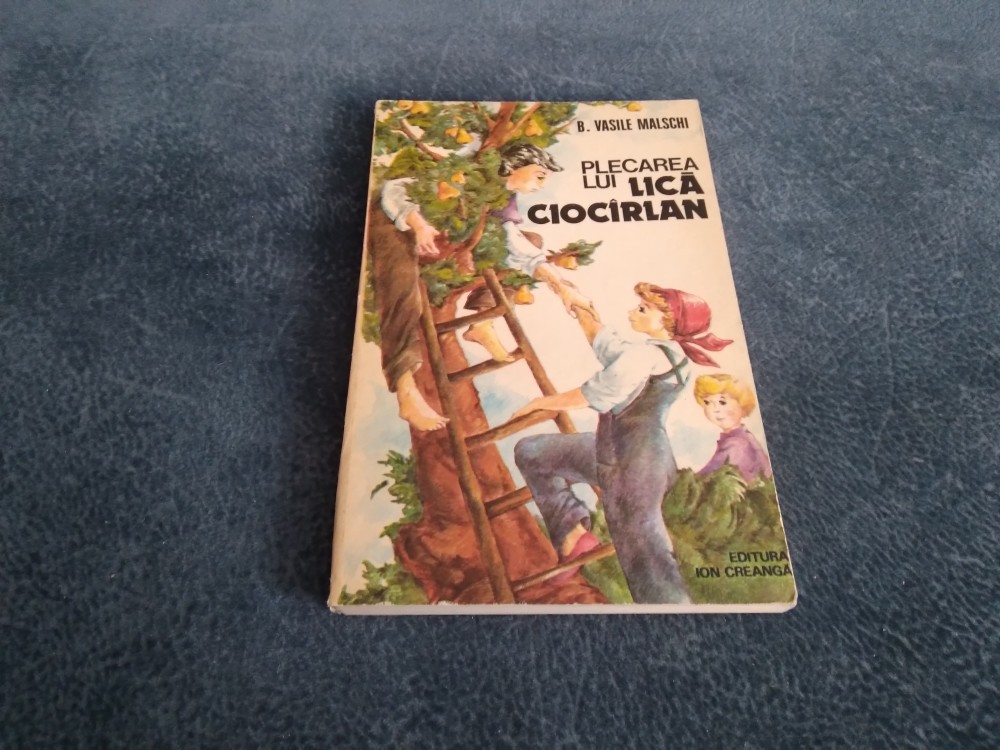 B. VASILE MALSCHI
PLECAREA
LUI LICĂ
CIOCÎRLAN
EDITURA
ION CREANGĂ